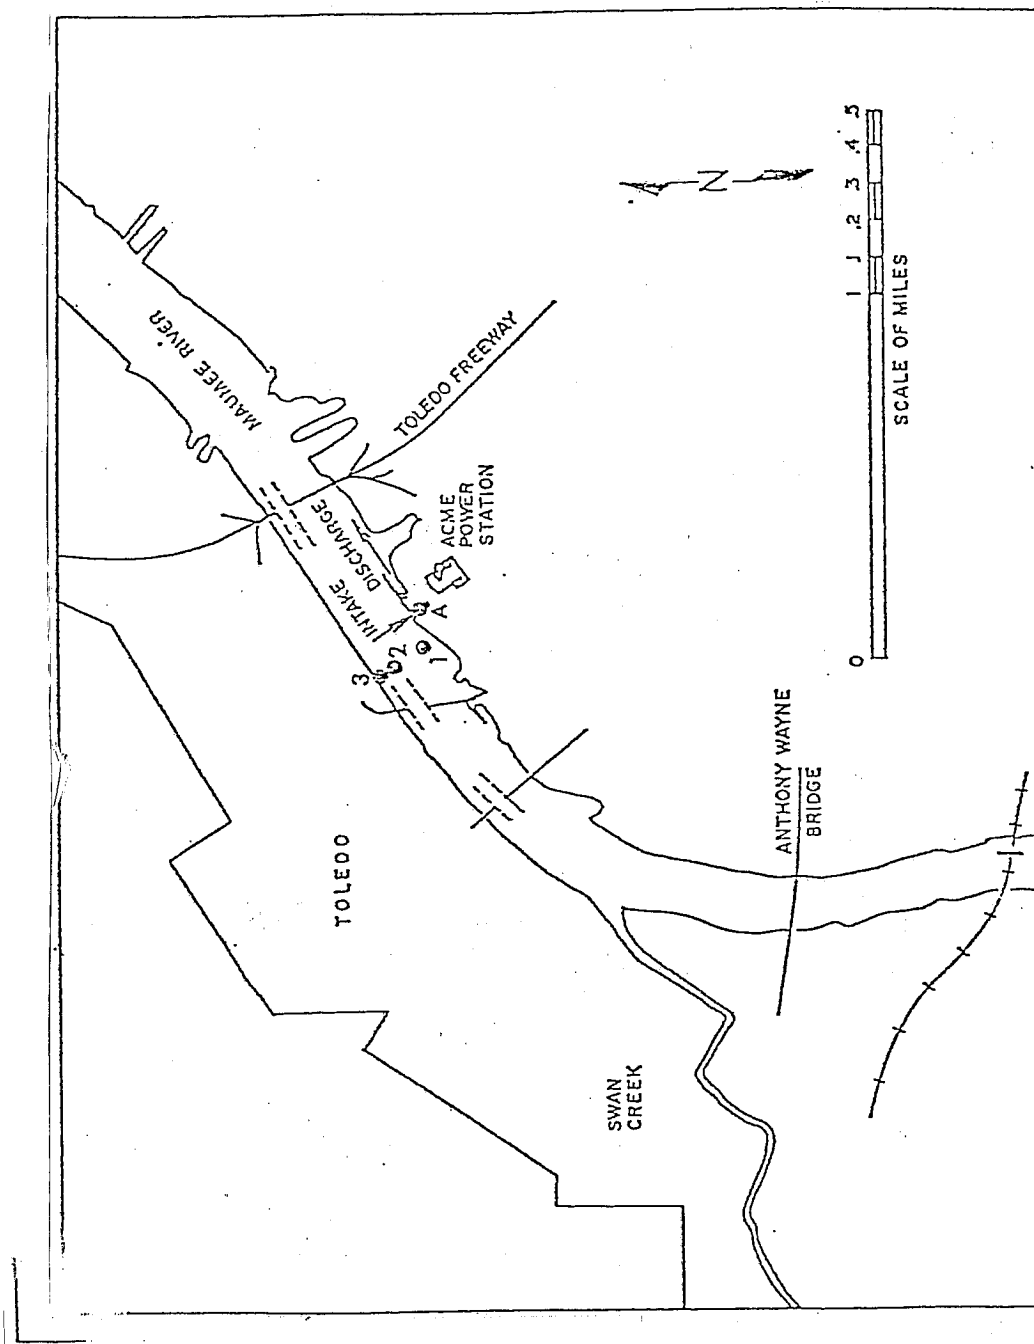 MAUMEE RIVER
TOLEDO FREEWAY
DISCHARGE
INTAKE
ACME
POWER
STATION
A
1
2
3
TOLEDO
SWAN
CREEK
ANTHONY WAYNE
BRIDGE
N
0 1 .1 .2 .3 .4 .5
SCALE OF MILES